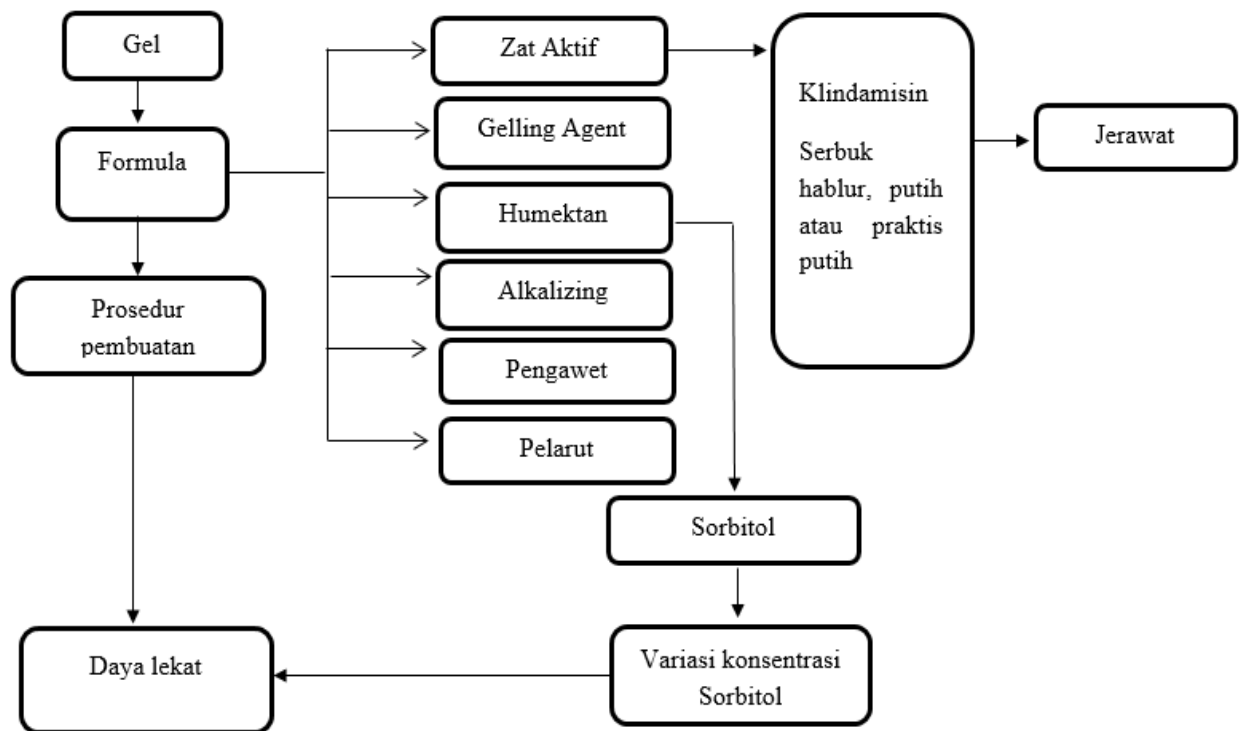 Gel
Formula
Prosedur
pembuatan
Daya lekat
Zat Aktif
Gelling Agent
Humektan
Alkalizing
Pengawet
Pelarut
Sorbitol
Variasi konsentrasi
Sorbitol
Klindamisin
Serbuk
hablur, putih
atau praktis
putih
Jerawat